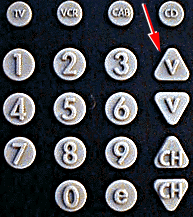 TV VCR CAB CD
1 2 3 V
4 5 6 V
7 8 9 CH
0 e CH